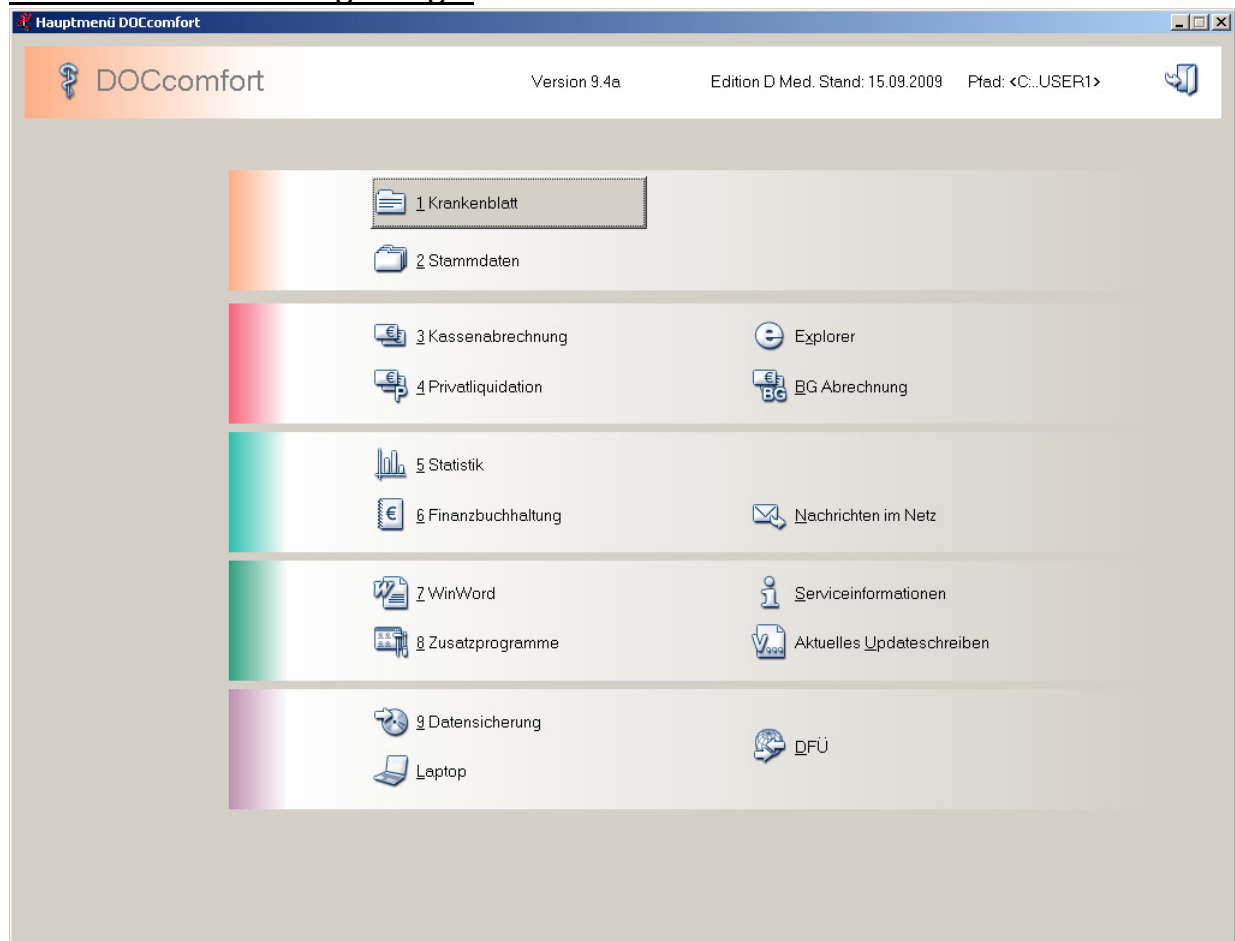 Hauptmenü DOCcomfort
DOCcomfort Version 9.4a Edition D Med. Stand: 15.09.2009 Pfad: <C:..USER1>
1 Krankenblatt
2 Stammdaten
3 Kassenabrechnung Explorer
4 Privatliquidation BG Abrechnung
5 Statistik
6 Finanzbuchhaltung Nachrichten im Netz
7 WinWord Serviceinformationen
8 Zusatzprogramme Aktuelles Updateschreiben
9 Datensicherung
DFÜ
Laptop